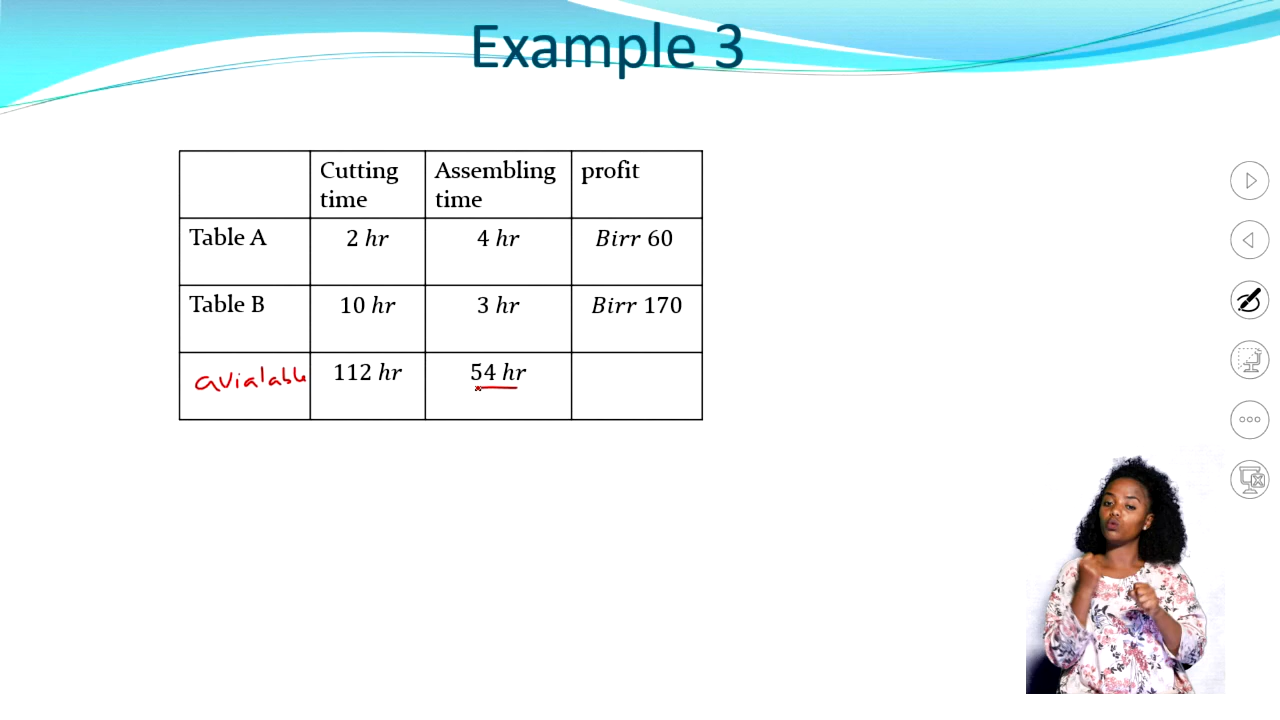 Example 3
Cutting time
Assembling time
profit
Table A
2 hr
4 hr
Birr 60
Table B
10 hr
3 hr
Birr 170
avialable
112 hr
54 hr